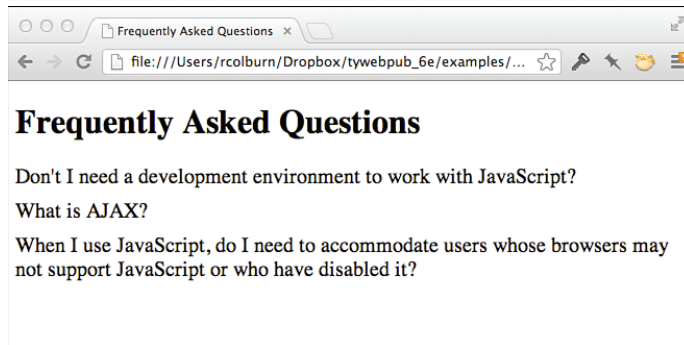 Frequently Asked Questions
file:///Users/rcolburn/Dropbox/tywebpub_6e/examples/...
Frequently Asked Questions
Don't I need a development environment to work with JavaScript?
What is AJAX?
When I use JavaScript, do I need to accommodate users whose browsers may
not support JavaScript or who have disabled it?